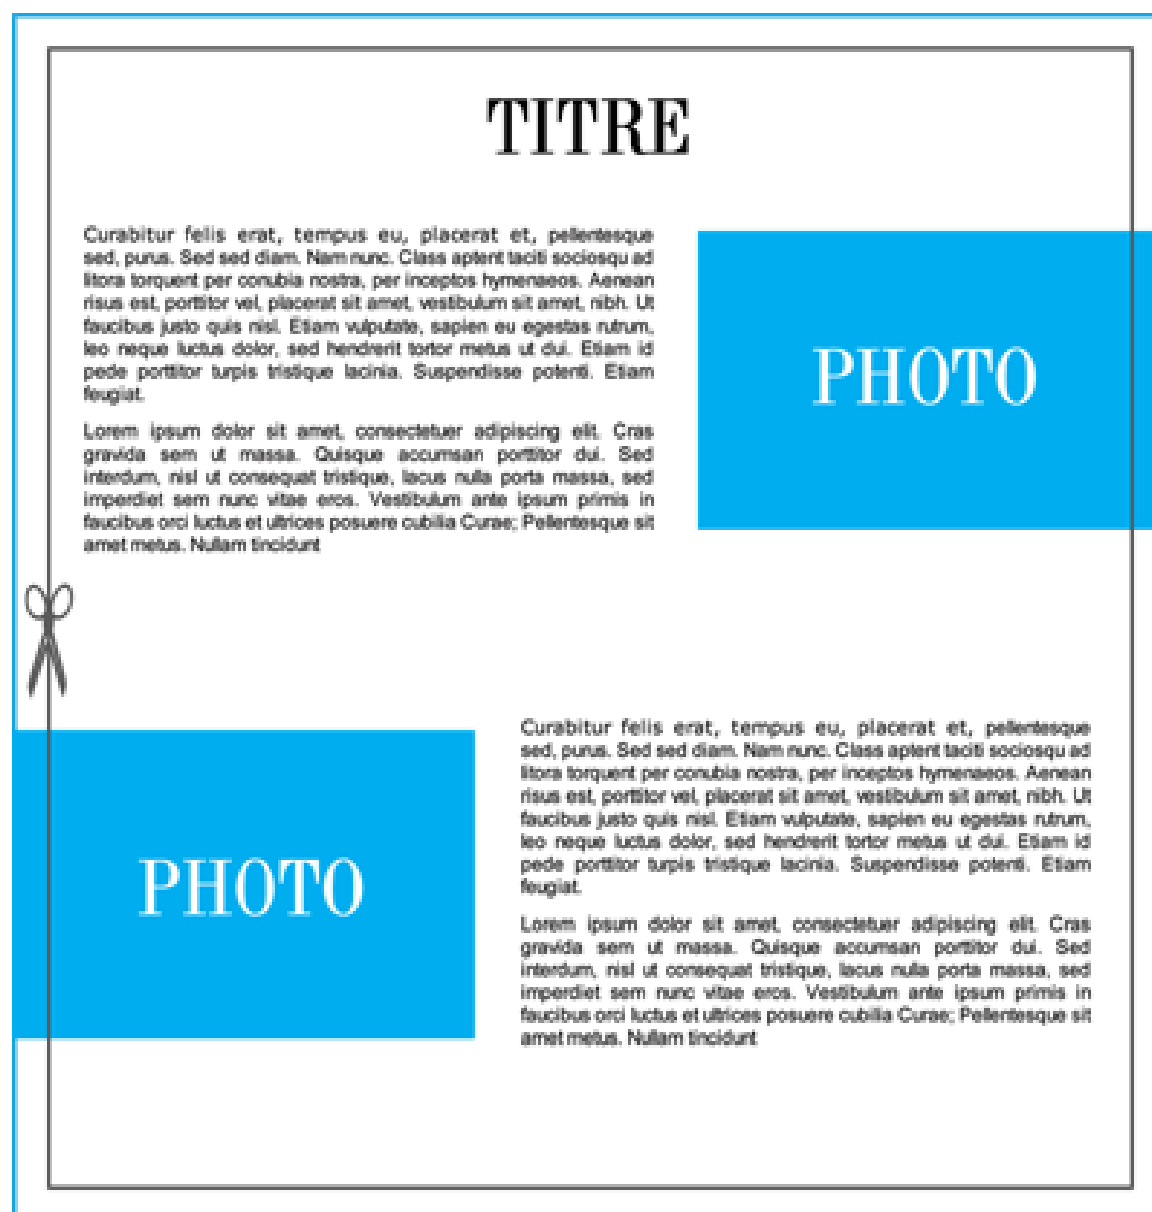 TITRE
Curabitur felis erat, tempus eu, placerat et, pellentesque
sed, purus. Sed sed diam. Nam nunc. Class aptent taciti sociosqu ad
litora torquent per conubia nostra, per inceptos hymenaeos. Aenean
risus est, porttitor vel, placerat sit amet, vestibulum sit amet, nibh. Ut
faucibus justo quis nisl. Etiam vulputate, sapien eu egestas rutrum,
leo neque luctus dolor, sed hendrerit tortor metus ut dui. Etiam id
pede porttitor turpis tristique lacinia. Suspendisse potenti. Etiam
feugiat.
Lorem ipsum dolor sit amet, consectetuer adipiscing elit. Cras
gravida sem ut massa. Quisque accumsan porttitor dui. Sed
interdum, nisl ut consequat tristique, lacus nulla porta massa, sed
imperdiet sem nunc vitae eros. Vestibulum ante ipsum primis in
faucibus orci luctus et ultrices posuere cubilia Curae; Pellentesque sit
amet metus. Nullam tincidunt
PHOTO
PHOTO
Curabitur felis erat, tempus eu, placerat et, pellentesque
sed, purus. Sed sed diam. Nam nunc. Class aptent taciti sociosqu ad
litora torquent per conubia nostra, per inceptos hymenaeos. Aenean
risus est, porttitor vel, placerat sit amet, vestibulum sit amet, nibh. Ut
faucibus justo quis nisl. Etiam vulputate, sapien eu egestas rutrum,
leo neque luctus dolor, sed hendrerit tortor metus ut dui. Etiam id
pede porttitor turpis tristique lacinia. Suspendisse potenti. Etiam
feugiat.
Lorem ipsum dolor sit amet, consectetuer adipiscing elit. Cras
gravida sem ut massa. Quisque accumsan porttitor dui. Sed
interdum, nisl ut consequat tristique, lacus nulla porta massa, sed
imperdiet sem nunc vitae eros. Vestibulum ante ipsum primis in
faucibus orci luctus et ultrices posuere cubilia Curae; Pellentesque sit
amet metus. Nullam tincidunt